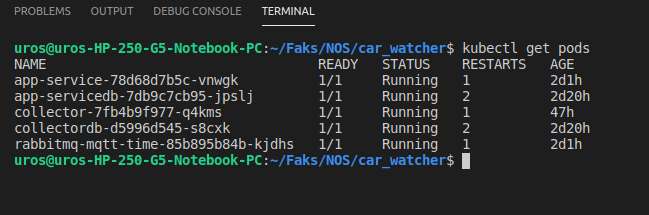 PROBLEMS OUTPUT DEBUG CONSOLE TERMINAL
uros@uros-HP-250-G5-Notebook-PC:~/Faks/NOS/car_watcher$ kubectl get pods
NAME READY STATUS RESTARTS AGE
app-service-78d68d7b5c-vnwgk 1/1 Running 1 2d1h
app-servicedb-7db9c7cb95-jpslj 1/1 Running 2 2d20h
collector-7fb4b9f977-q4kms 1/1 Running 1 47h
collectordb-d5996d545-s8cxk 1/1 Running 2 2d20h
rabbitmq-mqtt-time-85b895b84b-kjdhs 1/1 Running 1 2d1h
uros@uros-HP-250-G5-Notebook-PC:~/Faks/NOS/car_watcher$